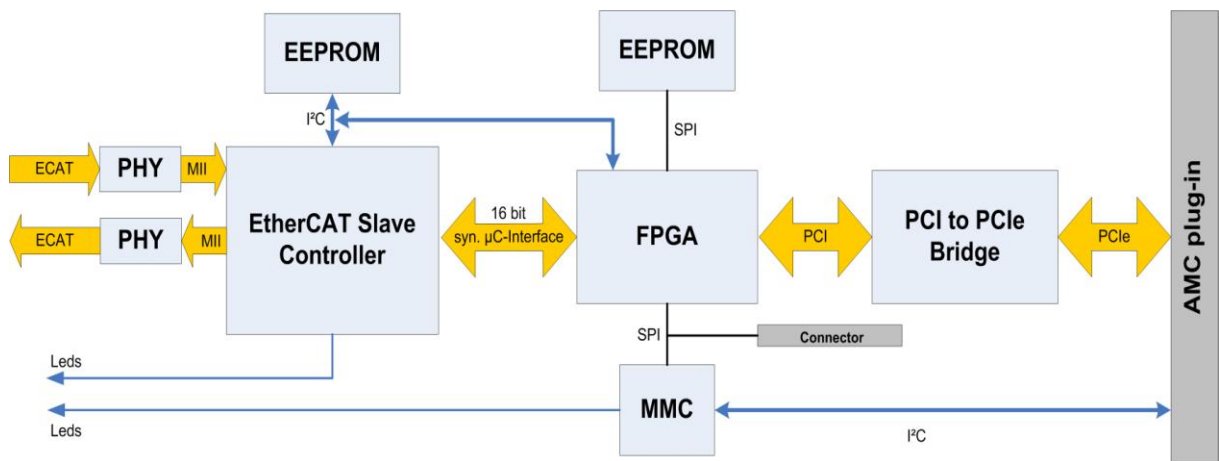 EEPROM
EEPROM
I²C
SPI
ECAT
PHY
MII
ECAT
PHY
MII
EtherCAT Slave
Controller
16 bit
syn. µC-Interface
FPGA
PCI
PCI to PCIe
Bridge
PCIe
AMC plug-in
SPI
Connector
Leds
MMC
Leds
I²C